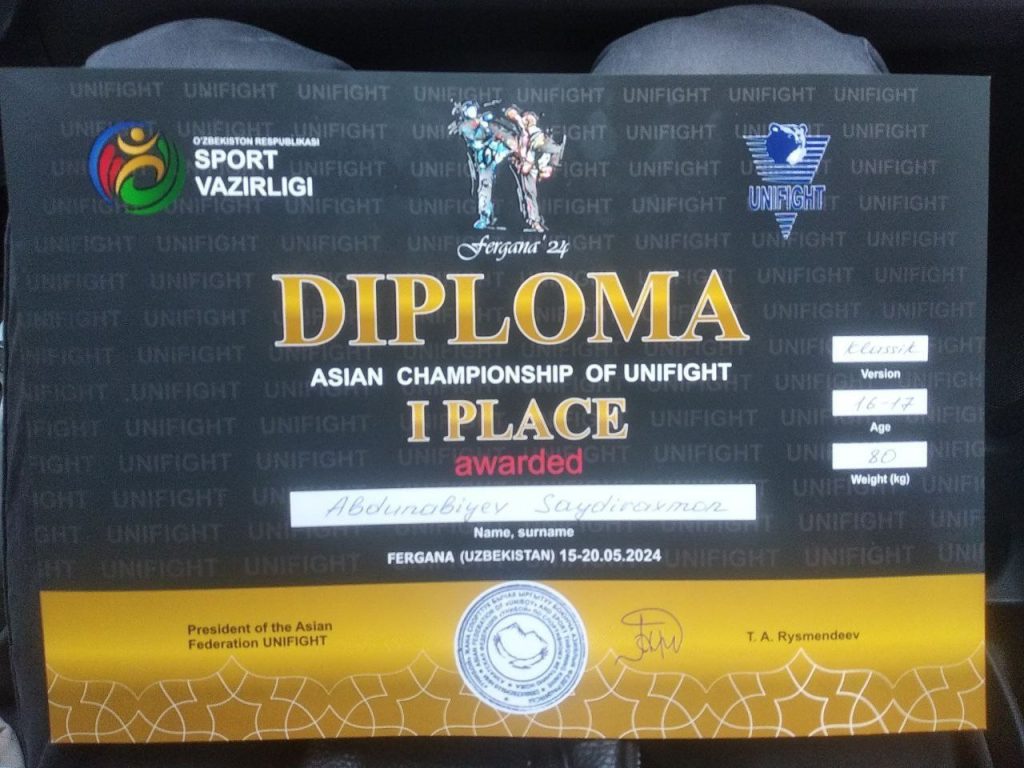 O'ZBEKISTON RESPUBLIKASI
SPORT
VAZIRLIGI
Fergana' 24
UNIFIGHT
DIPLOMA
ASIAN CHAMPIONSHIP OF UNIFIGHT
I PLACE
awarded
Abdunabiyev Saydiraxmon
Name, surname
FERGANA (UZBEKISTAN) 15-20.05.2024
Klassik
Version
16-17
Age
80
Weight (kg)
President of the Asian
Federation UNIFIGHT
T. A. Rysmendeev